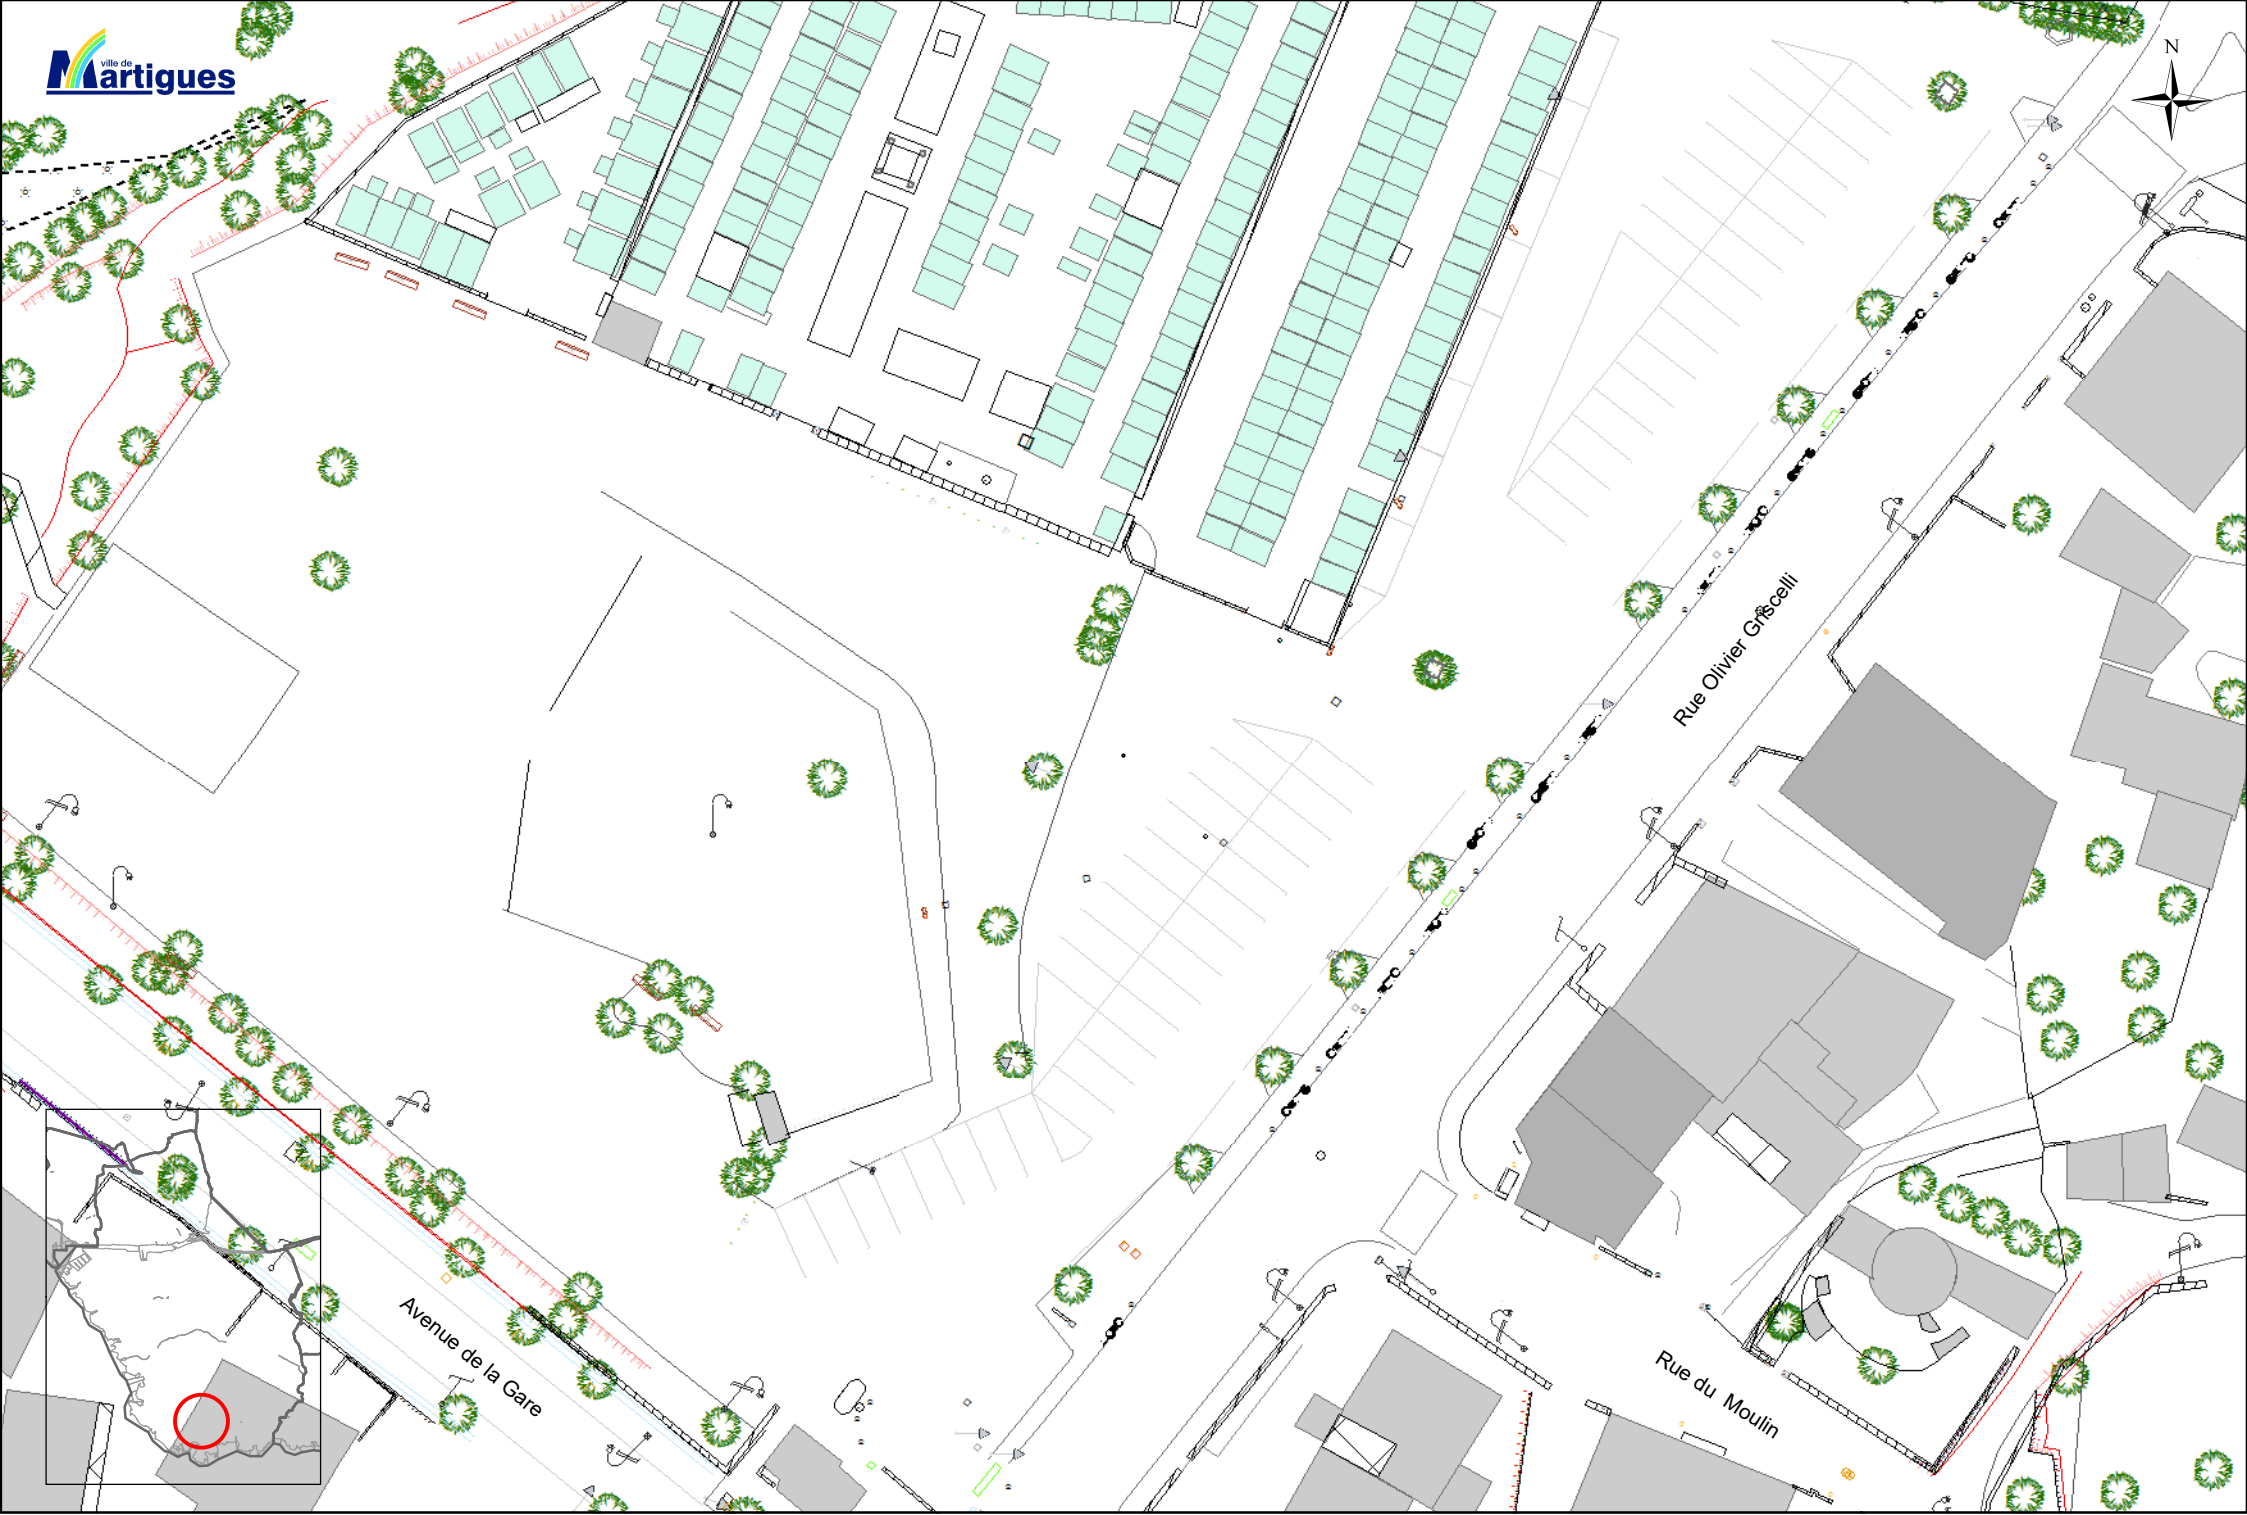 ville de
Martigues
N
Rue Olivier Griscelli
Avenue de la Gare
Rue du Moulin